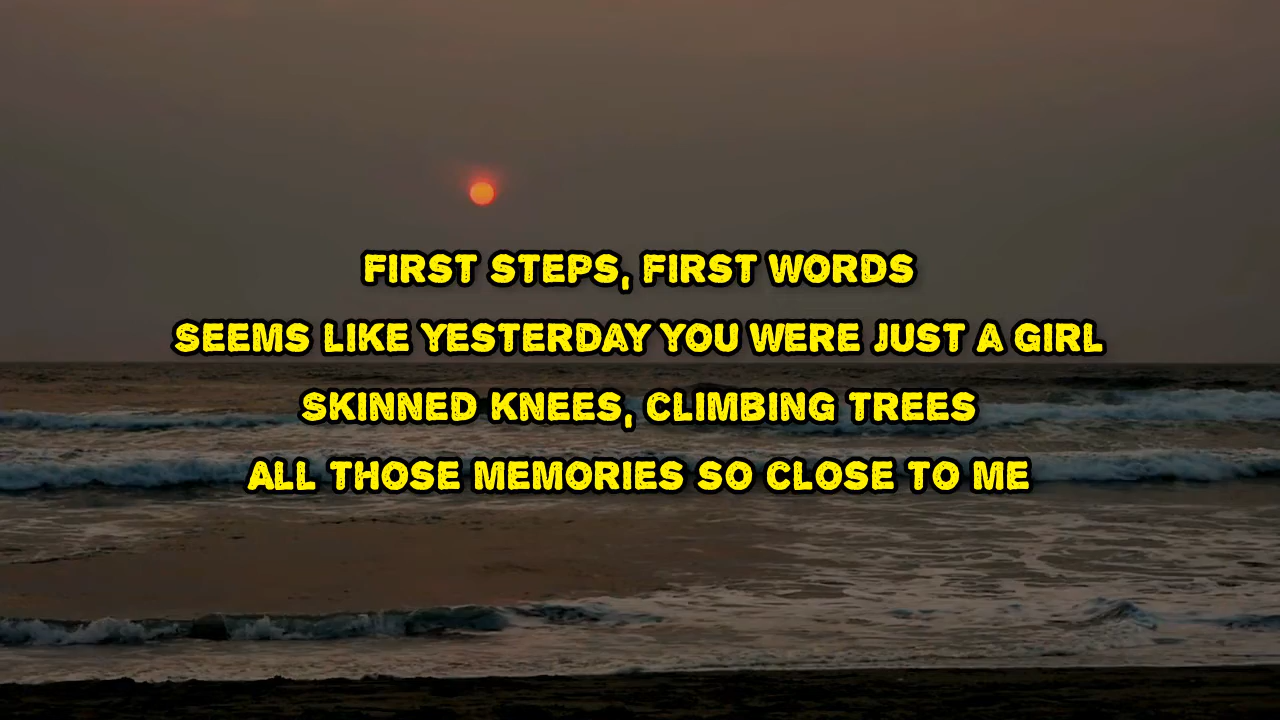 FIRST STEPS, FIRST WORDS
SEEMS LIKE YESTERDAY YOU WERE JUST A GIRL
SKINNED KNEES, CLIMBING TREES
ALL THOSE MEMORIES SO CLOSE TO ME